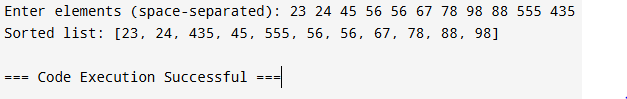 Enter elements (space-separated): 23 24 45 56 56 67 78 98 88 555 435
Sorted list: [23, 24, 435, 45, 555, 56, 56, 67, 78, 88, 98]
=== Code Execution Successful ===